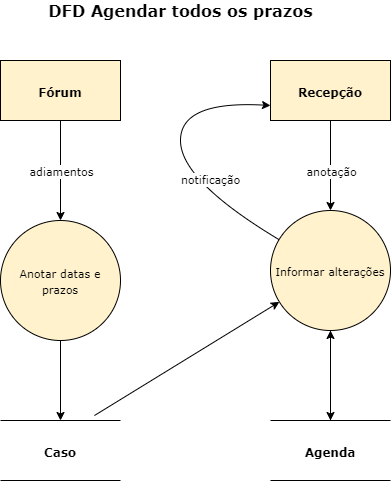 DFD Agendar todos os prazos
Fórum
Recepção
adiamentos
notificação
anotação
Anotar datas e
prazos
Informar alterações
Caso
Agenda